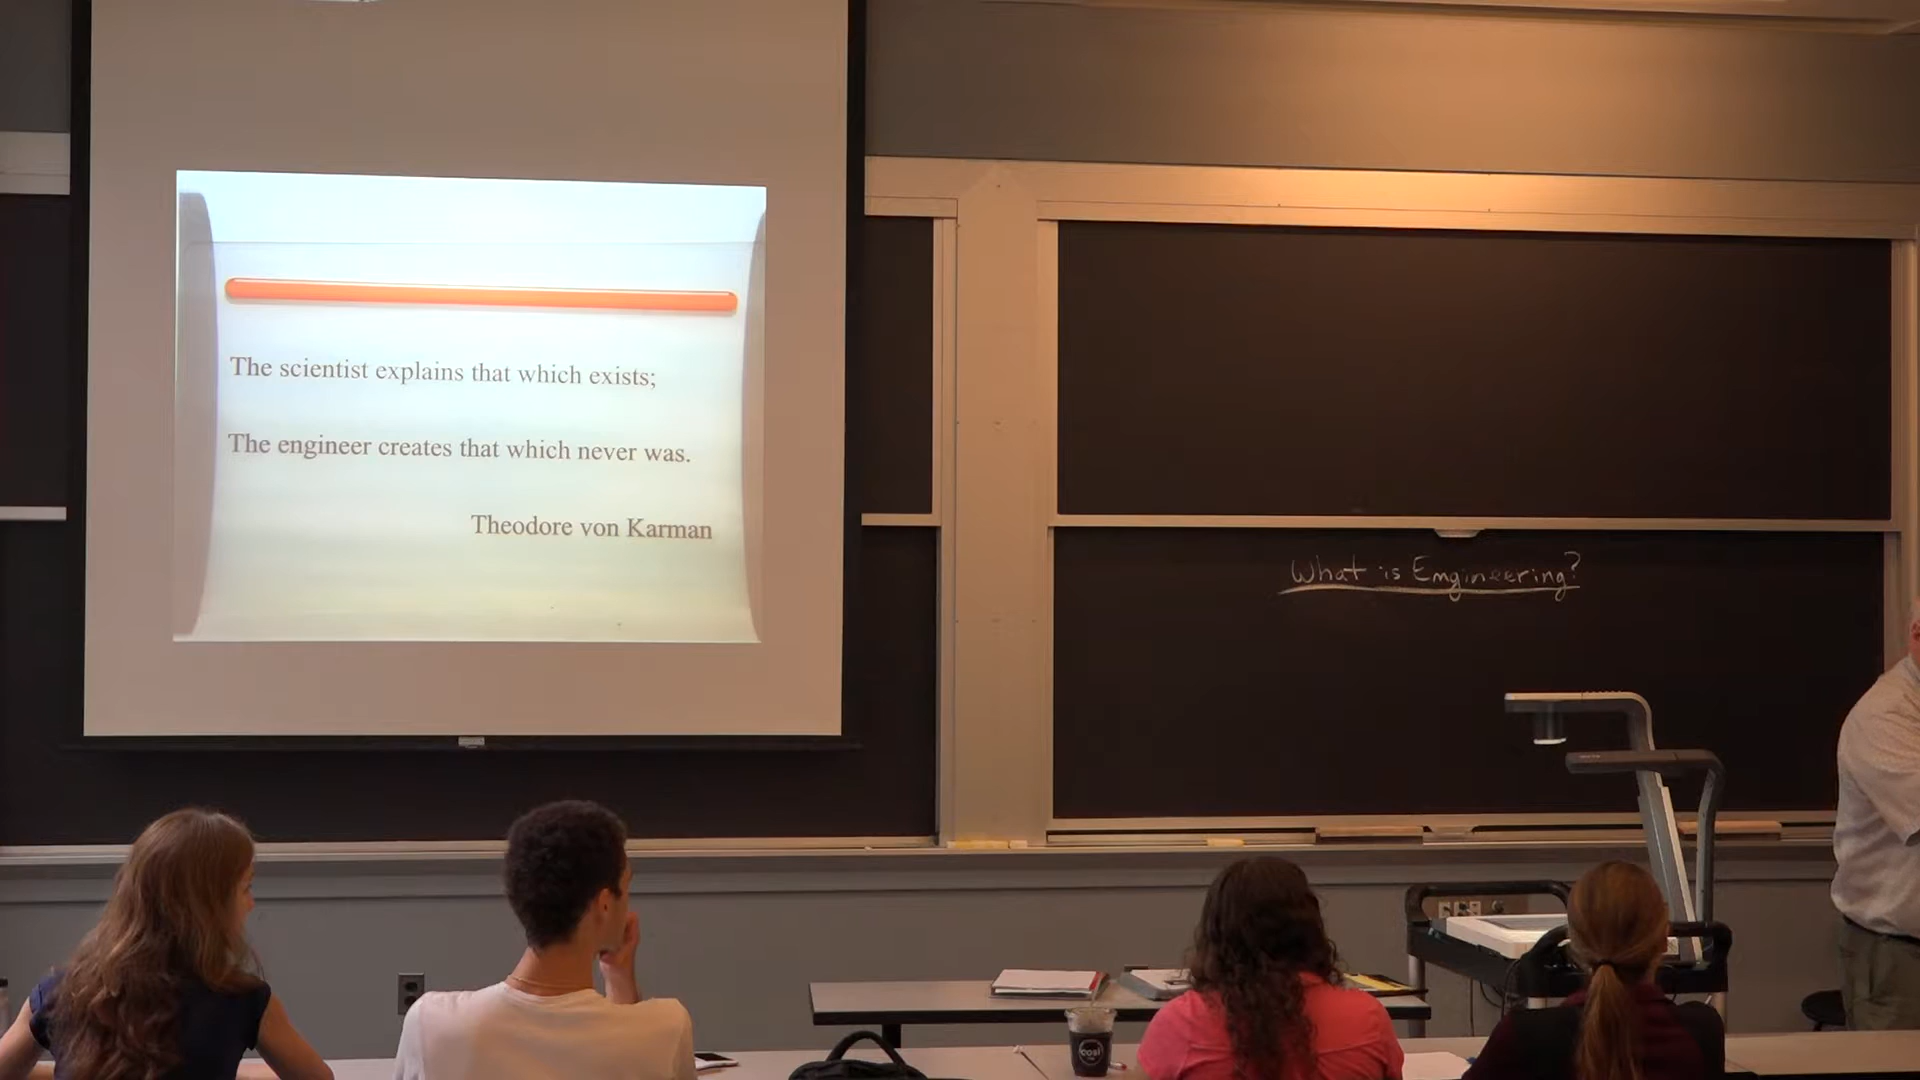 The scientist explains that which exists;
The engineer creates that which never was.
Theodore von Karman
What is Engineering?
cosi